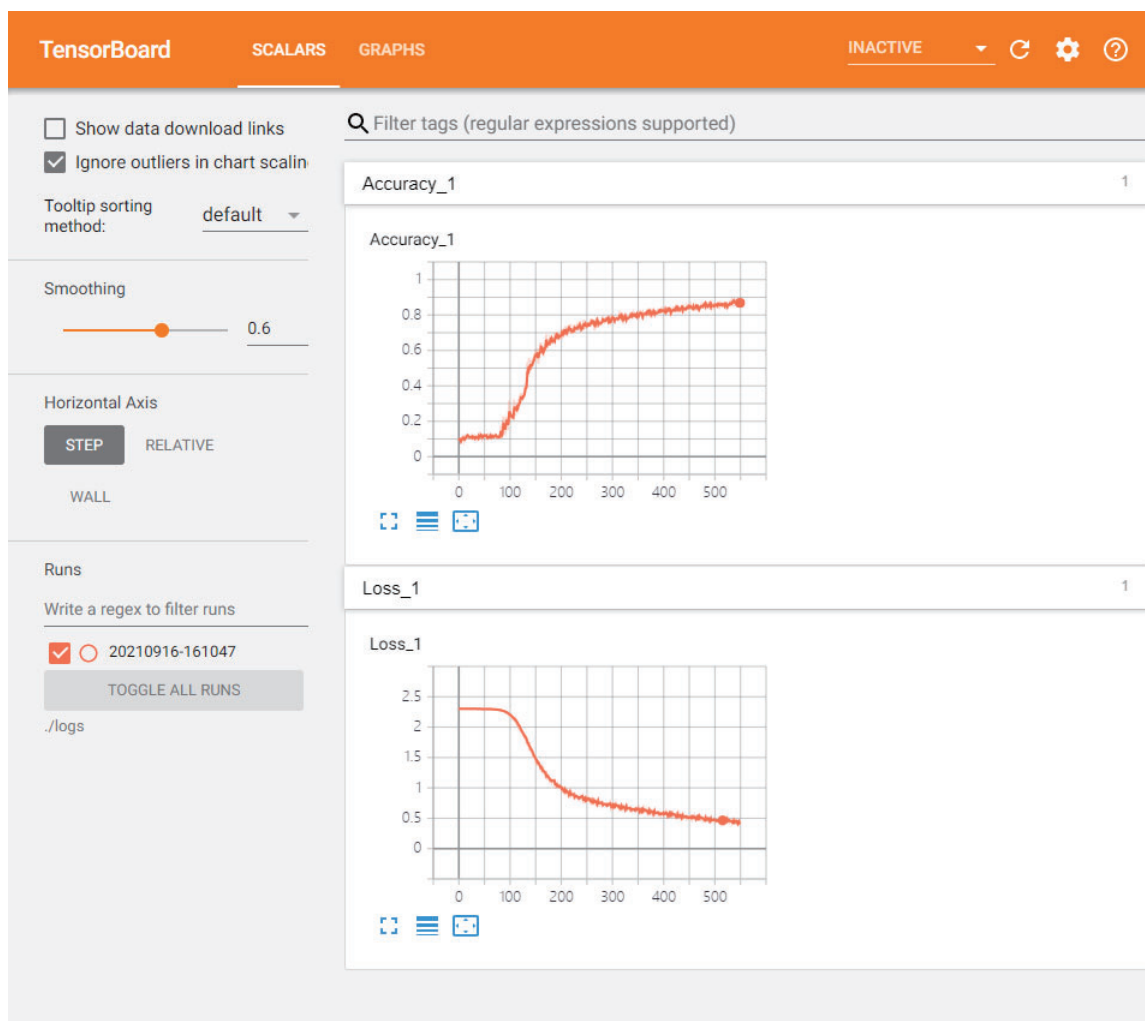 TensorBoard SCALARS GRAPHS INACTIVE
Show data download links
Ignore outliers in chart scalin
Tooltip sorting
method:
default
Smoothing
0.6
Horizontal Axis
STEP RELATIVE
WALL
Runs
Write a regex to filter runs
20210916-161047
TOGGLE ALL RUNS
./logs
Filter tags (regular expressions supported)
Accuracy_1 1
Accuracy_1
1
0.8
0.6
0.4
0.2
0
0 100 200 300 400 500
Loss_1 1
Loss_1
2.5
2
1.5
1
0.5
0
0 100 200 300 400 500